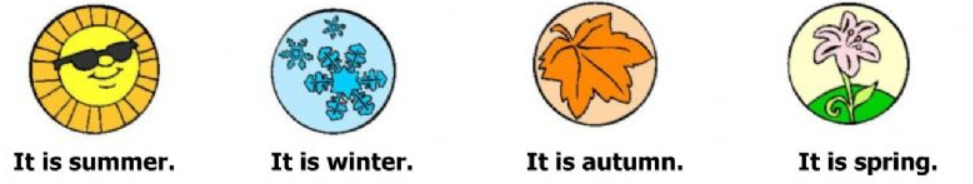 It is summer. It is winter. It is autumn. It is spring.